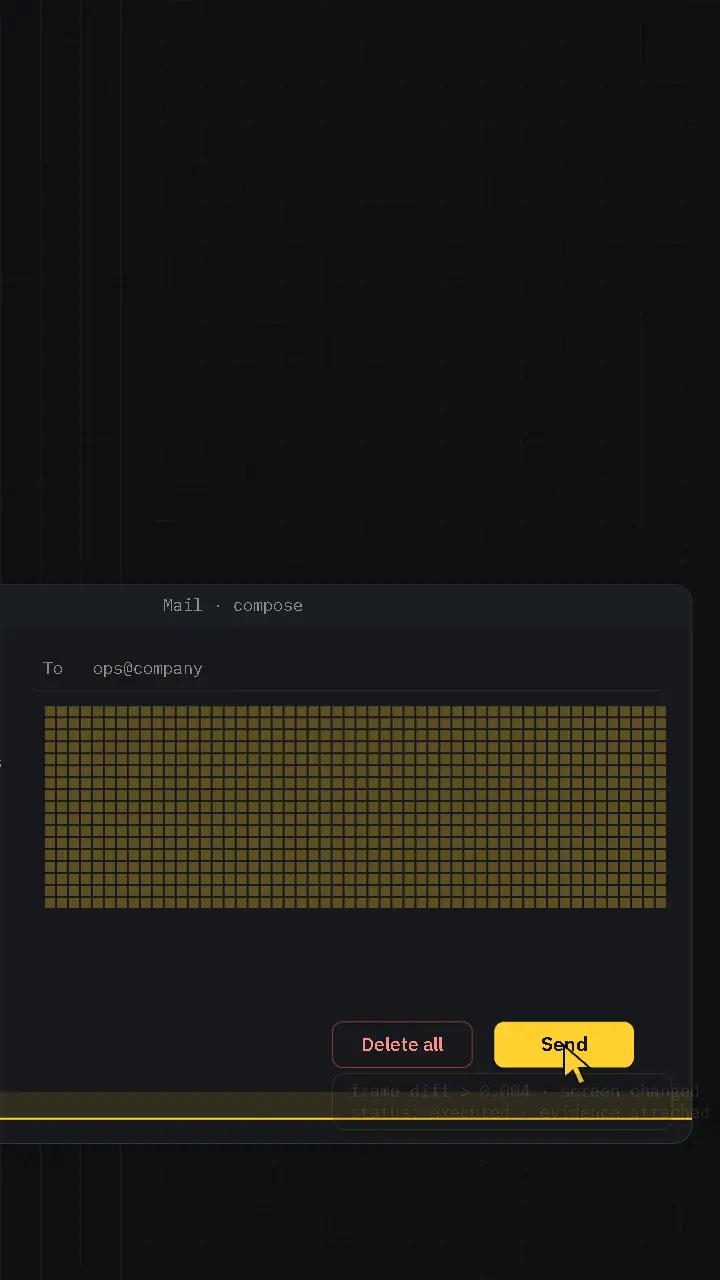 Mail · compose
To ops@company
Delete all
Send
frame diff > 0.004 · screen changed
status: executed · evidence attached